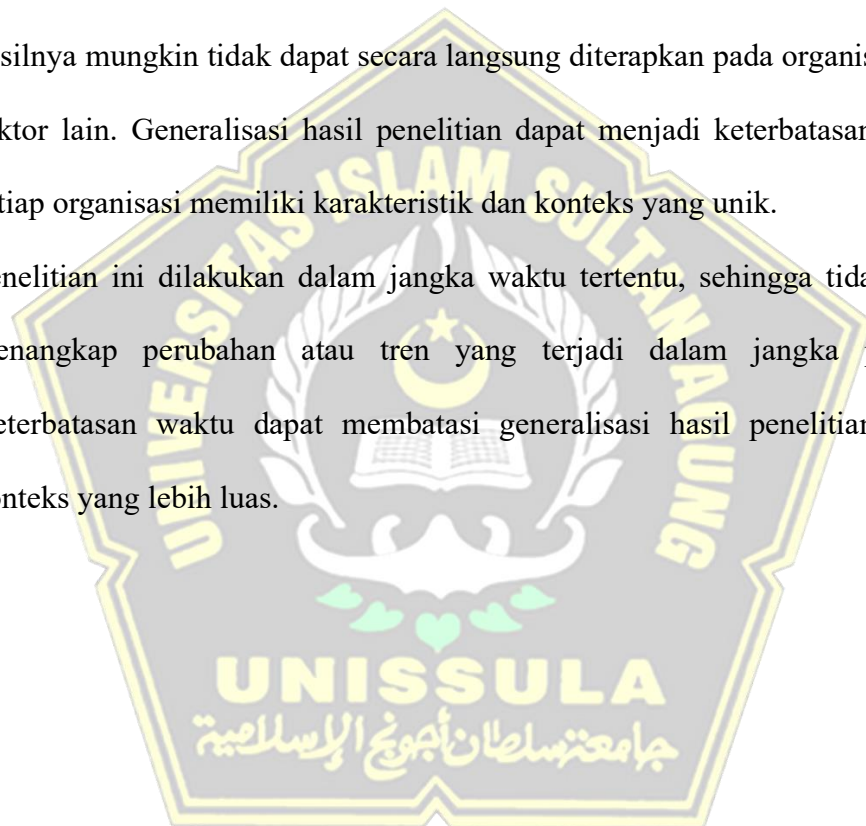 silnya mungkin tidak dapat secara langsung diterapkan pada organis
ktor lain. Generalisasi hasil penelitian dapat menjadi keterbatasan
tiap organisasi memiliki karakteristik dan konteks yang unik.
enelitian ini dilakukan dalam jangka waktu tertentu, sehingga tida
enangkap perubahan atau tren yang terjadi dalam jangka
eterbatasan waktu dapat membatasi generalisasi hasil penelitian
onteks yang lebih luas.
UNIVERSITAS ISLAM SULTAN AGUNG
UNISSULA
جامعة سلطان أجونج الإسلامية